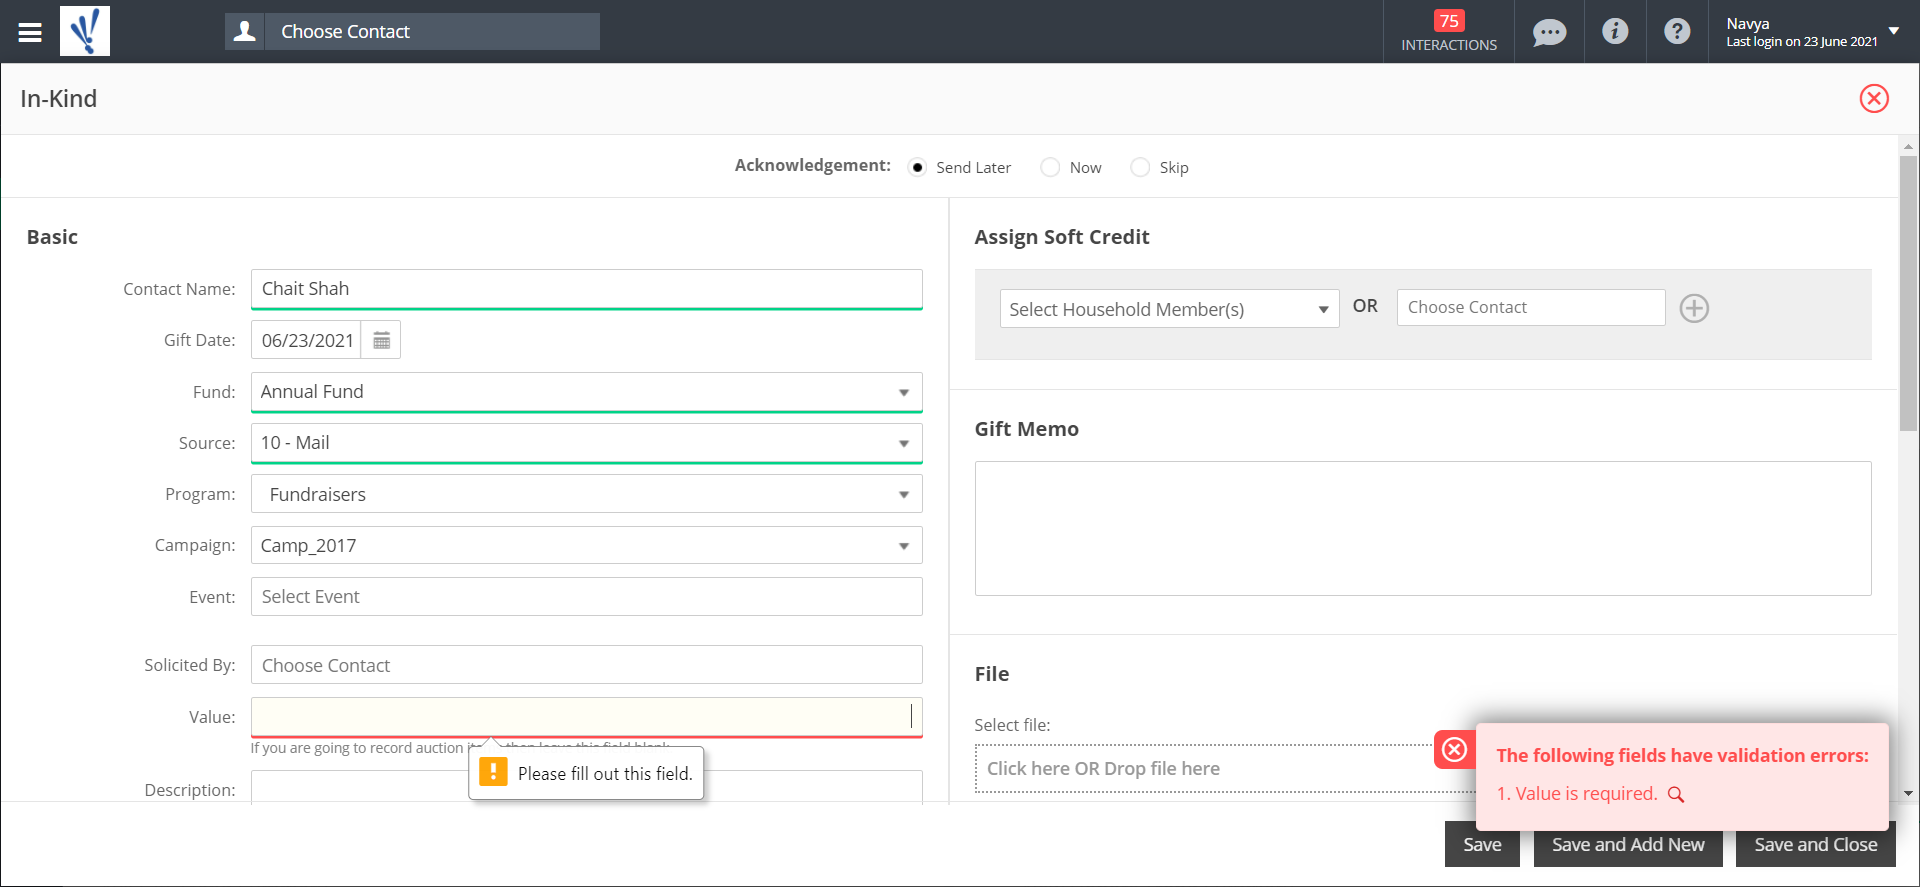 Choose Contact
75
INTERACTIONS
Navya
Last login on 23 June 2021
In-Kind
Acknowledgement: Send Later Now Skip
Basic
Contact Name: Chait Shah
Gift Date: 06/23/2021
Fund: Annual Fund
Source: 10 - Mail
Program: Fundraisers
Campaign: Camp_2017
Event: Select Event
Solicited By: Choose Contact
Value:
If you are going to record auction then leave this field blank
Please fill out this field.
Description:
Assign Soft Credit
Select Household Member(s) OR Choose Contact
Gift Memo
File
Select file:
Click here OR Drop file here
The following fields have validation errors:
1. Value is required.
Save Save and Add New Save and Close